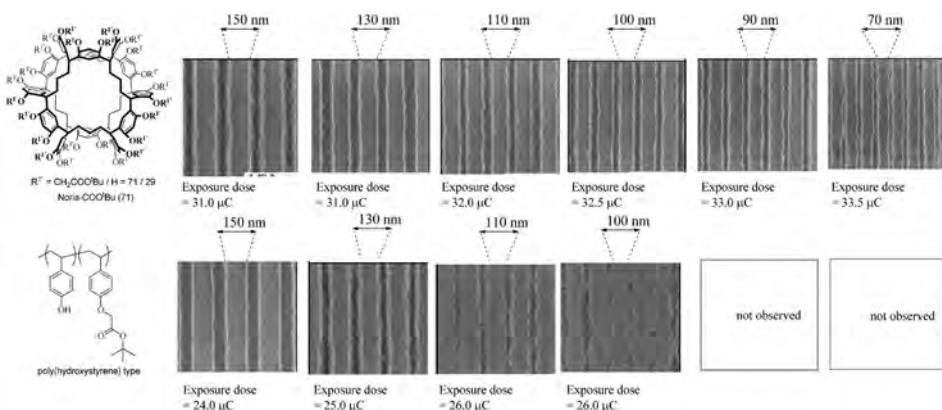 150 nm
130 nm
110 nm
100 nm
90 nm
70 nm
R¹' = CH₂COOᵗBu / H = 71 / 29
Noria-COOᵗBu (71)
Exposure dose
= 31.0 μC
Exposure dose
= 31.0 μC
Exposure dose
= 32.0 μC
Exposure dose
= 32.5 μC
Exposure dose
= 33.0 μC
Exposure dose
= 33.5 μC
150 nm
130 nm
110 nm
100 nm
OH
O
O
O
not observed
not observed
poly(hydroxystyrene) type
Exposure dose
= 24.0 μC
Exposure dose
= 25.0 μC
Exposure dose
= 26.0 μC
Exposure dose
= 26.0 μC